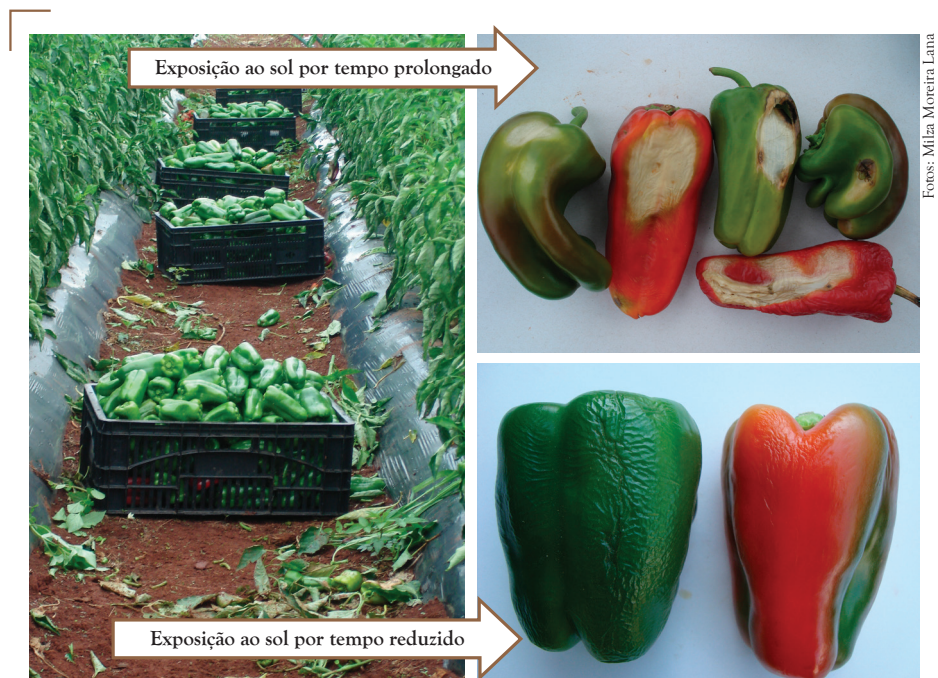 Exposição ao sol por tempo prolongado
Fotos: Milza Moreira Lana
Exposição ao sol por tempo reduzido